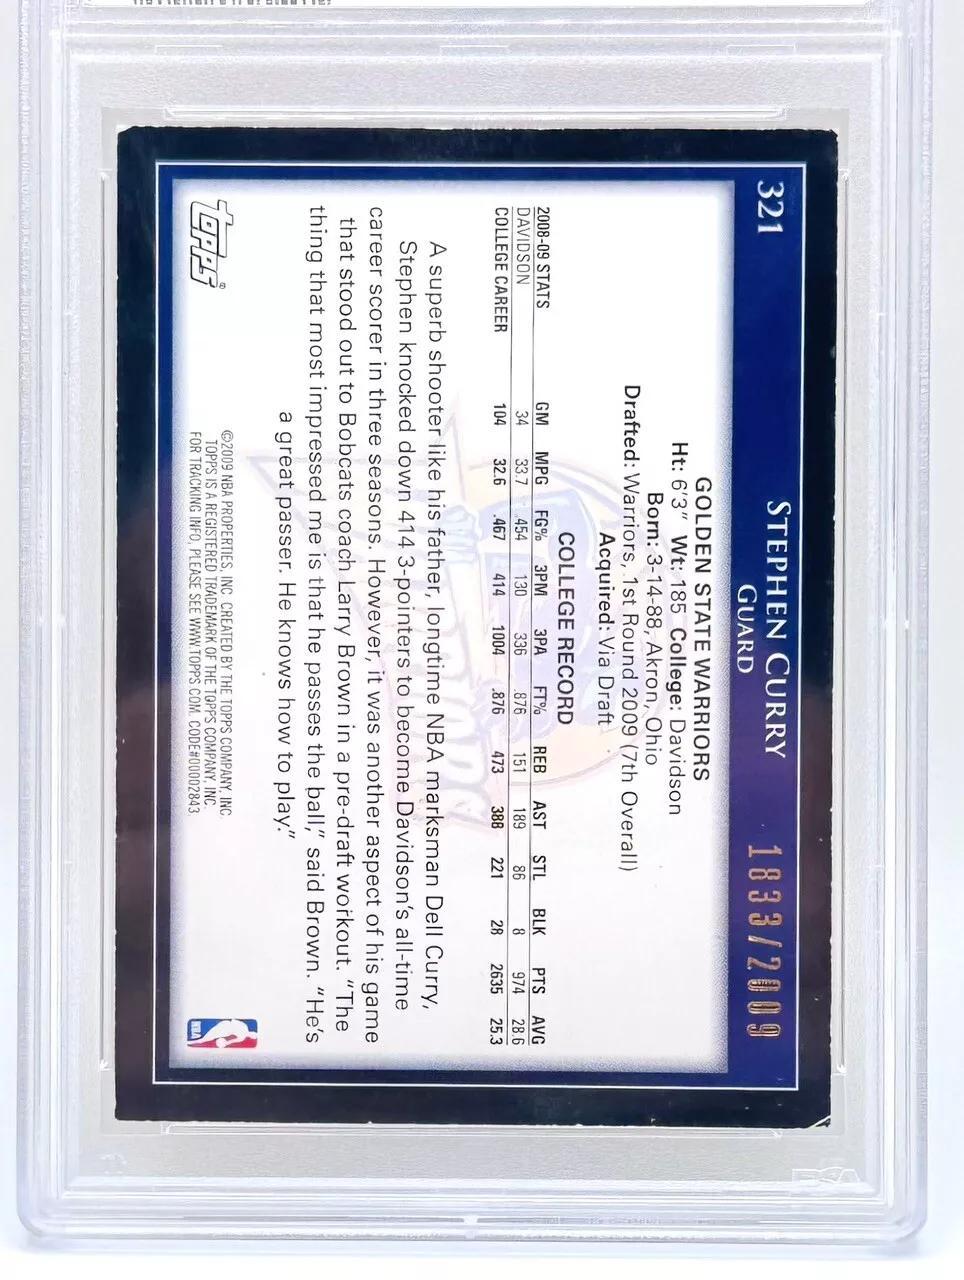 321
STEPHEN CURRY
GUARD
1833/2009
GOLDEN STATE WARRIORS
Ht: 6'3" Wt: 185 College: Davidson
Born: 3-14-88, Akron, Ohio
Drafted: Warriors, 1st Round 2009 (7th Overall)
Acquired: Via Draft
COLLEGE RECORD
2008-09 STATS GM MPG FG% 3PM 3PA FT% REB AST STL BLK PTS AVG
DAVIDSON 34 33.7 .454 130 336 .876 151 189 86 8 974 28.6
COLLEGE CAREER 104 32.6 .467 414 1004 .876 473 388 221 28 2635 25.3
A superb shooter like his father, longtime NBA marksman Dell Curry,
Stephen knocked down 414 3-pointers to become Davidson's all-time
career scorer in three seasons. However, it was another aspect of his game
that stood out to Bobcats coach Larry Brown in a pre-draft workout. "The
thing that most impressed me is that he passes the ball," said Brown. "He's
a great passer. He knows how to play."
TOPPS®
©2009 NBA PROPERTIES, INC. CREATED BY THE TOPPS COMPANY, INC.
TOPPS IS A REGISTERED TRADEMARK OF THE TOPPS COMPANY, INC.
FOR TRACKING INFO, PLEASE SEE WWW.TOPPS.COM. CODE#00002843
NBA
PSA